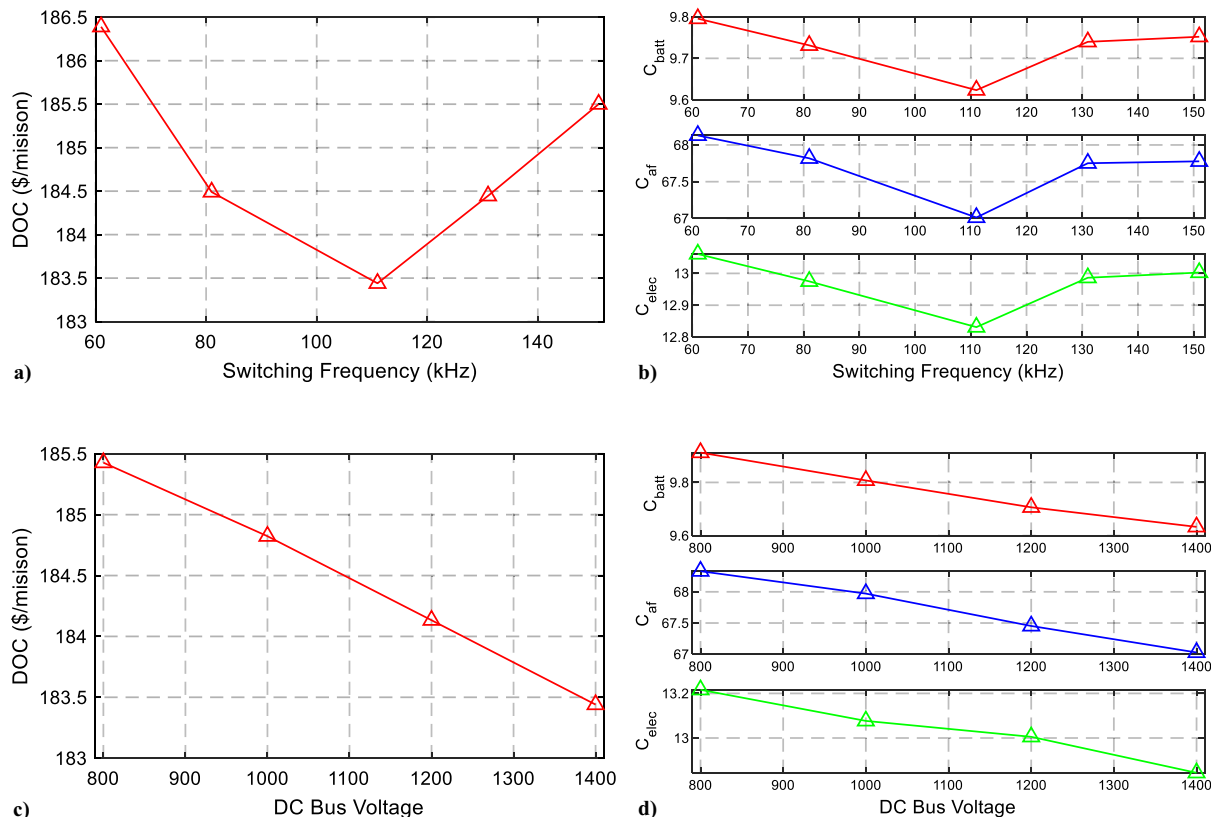 186.5
186
185.5
185
184.5
184
183.5
183
DOC ($/misison)
60 80 100 120 140
Switching Frequency (kHz)
a)
9.8
9.7
9.6
C_batt
60 70 80 90 100 110 120 130 140 150
68
67.5
67
C_af
60 70 80 90 100 110 120 130 140 150
13
12.9
12.8
C_elec
60 70 80 90 100 110 120 130 140 150
Switching Frequency (kHz)
b)
185.5
185
184.5
184
183.5
183
DOC ($/misison)
800 900 1000 1100 1200 1300 1400
DC Bus Voltage
c)
9.8
9.6
C_batt
800 900 1000 1100 1200 1300 1400
68
67.5
67
C_af
800 900 1000 1100 1200 1300 1400
13.2
13
C_elec
800 900 1000 1100 1200 1300 1400
DC Bus Voltage
d)